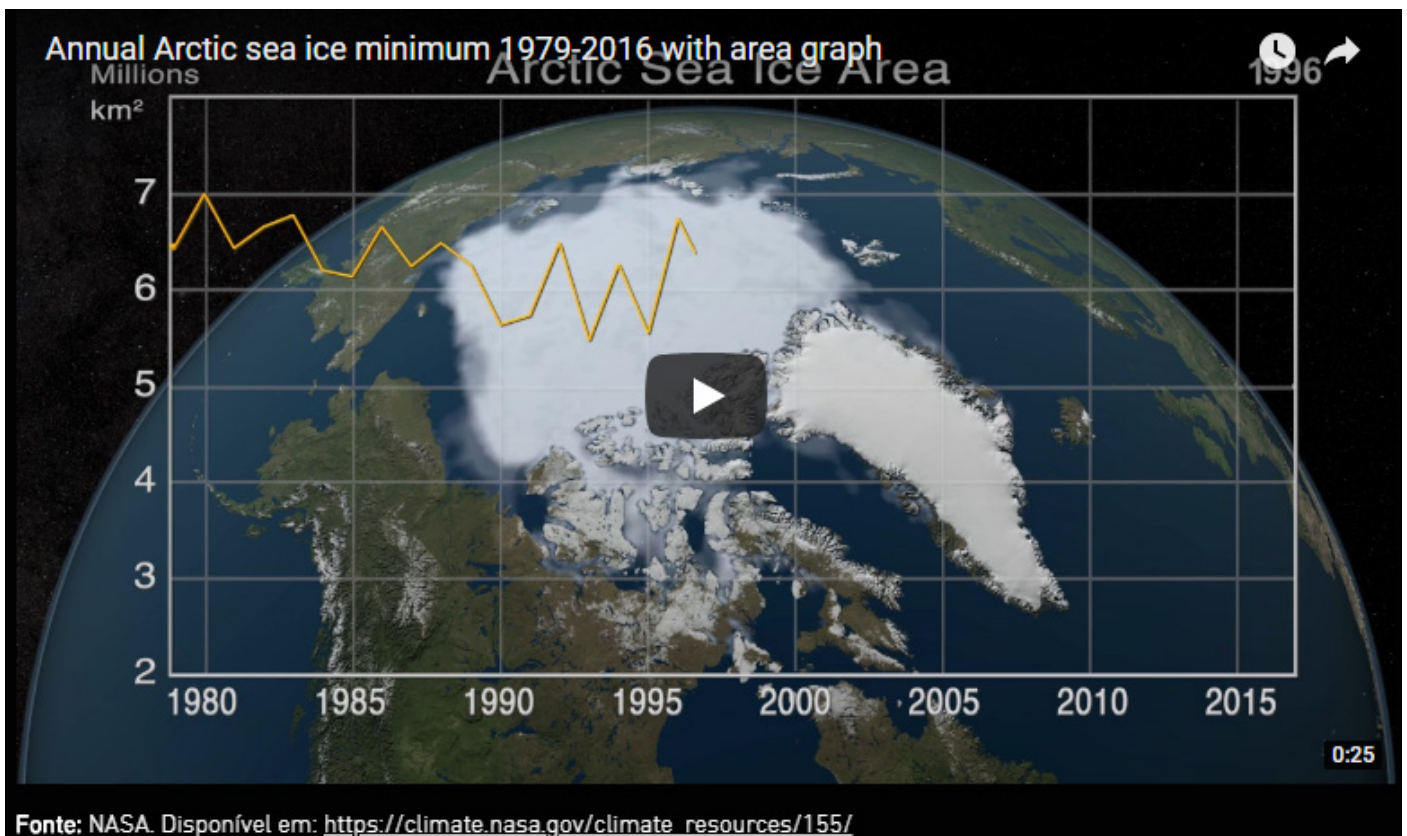 Annual Arctic sea ice minimum 1979-2016 with area graph
Millions
km²
Arctic Sea Ice Area
1996
7
6
5
4
3
2
1980 1985 1990 1995 2000 2005 2010 2015
0:25
Fonte: NASA. Disponível em: https://climate.nasa.gov/climate_resources/155/